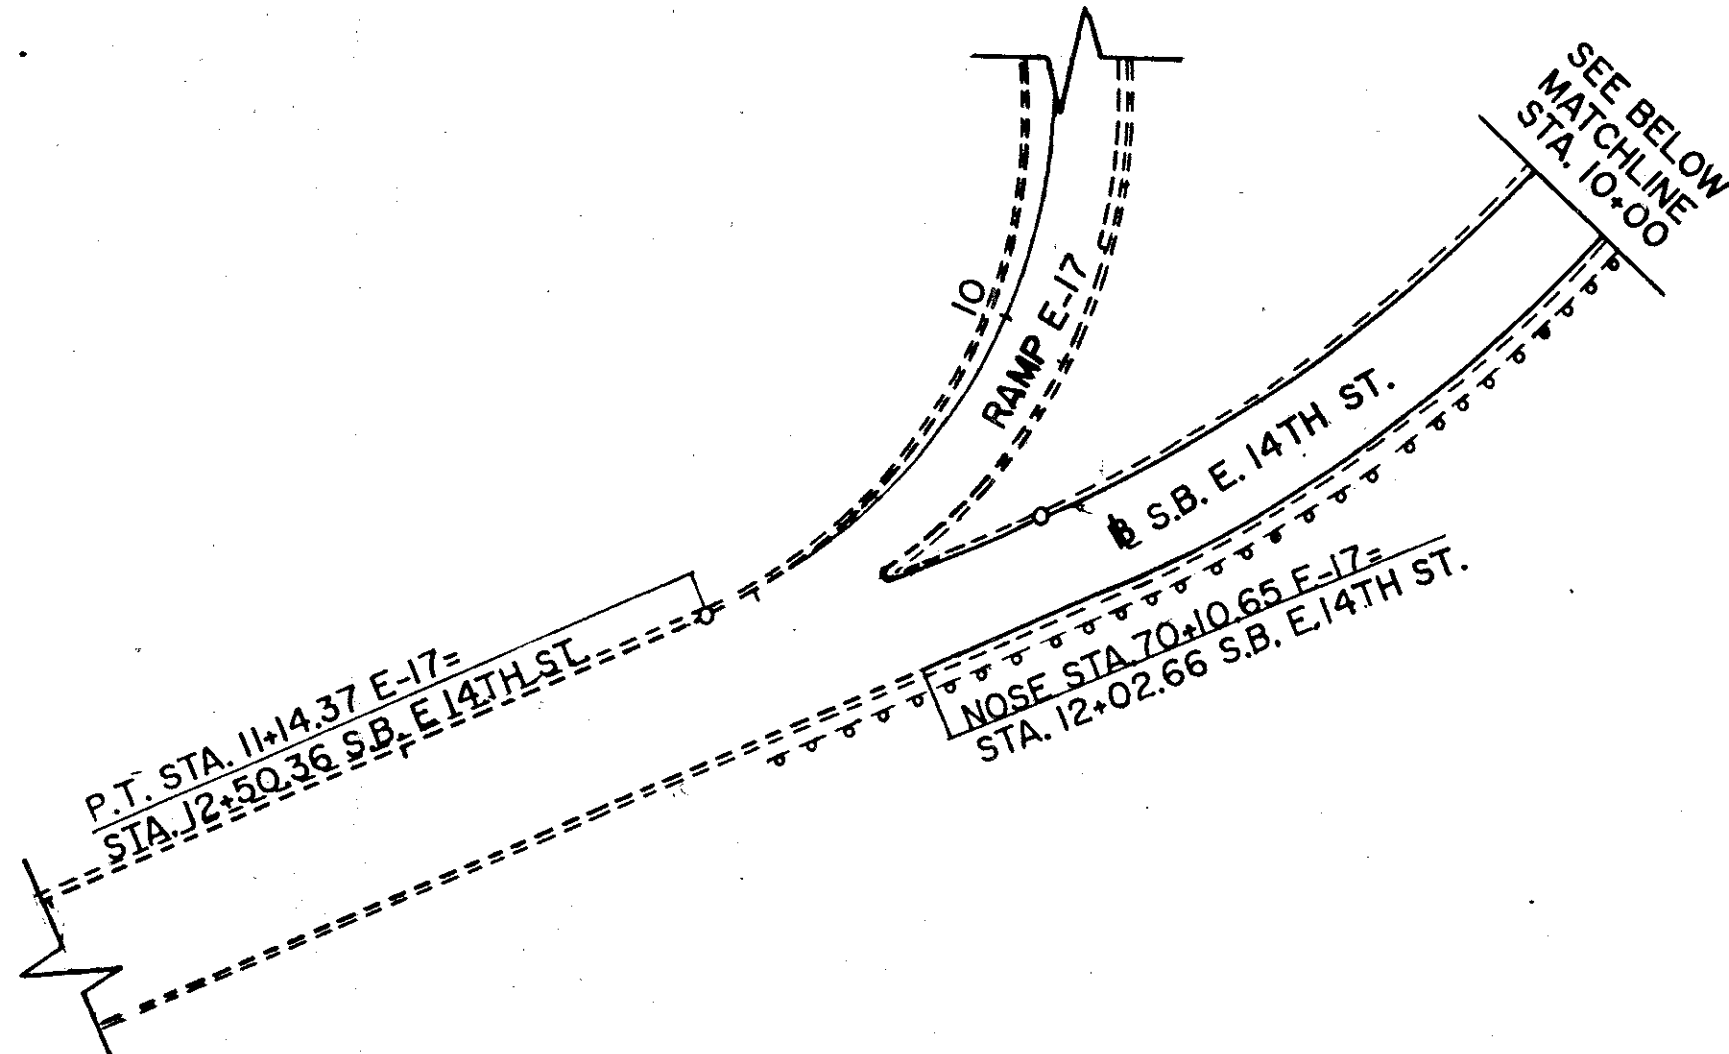 SEE BELOW
MATCHLINE
STA. 10+00
10
RAMP E-17
℄ S.B. E. 14TH ST.
P.T. STA. 11+14.37 E-17=
STA. 12+50.36 S.B. E 14TH ST.
NOSE STA. 70+10.65 E-17=
STA. 12+02.66 S.B. E. 14TH ST.